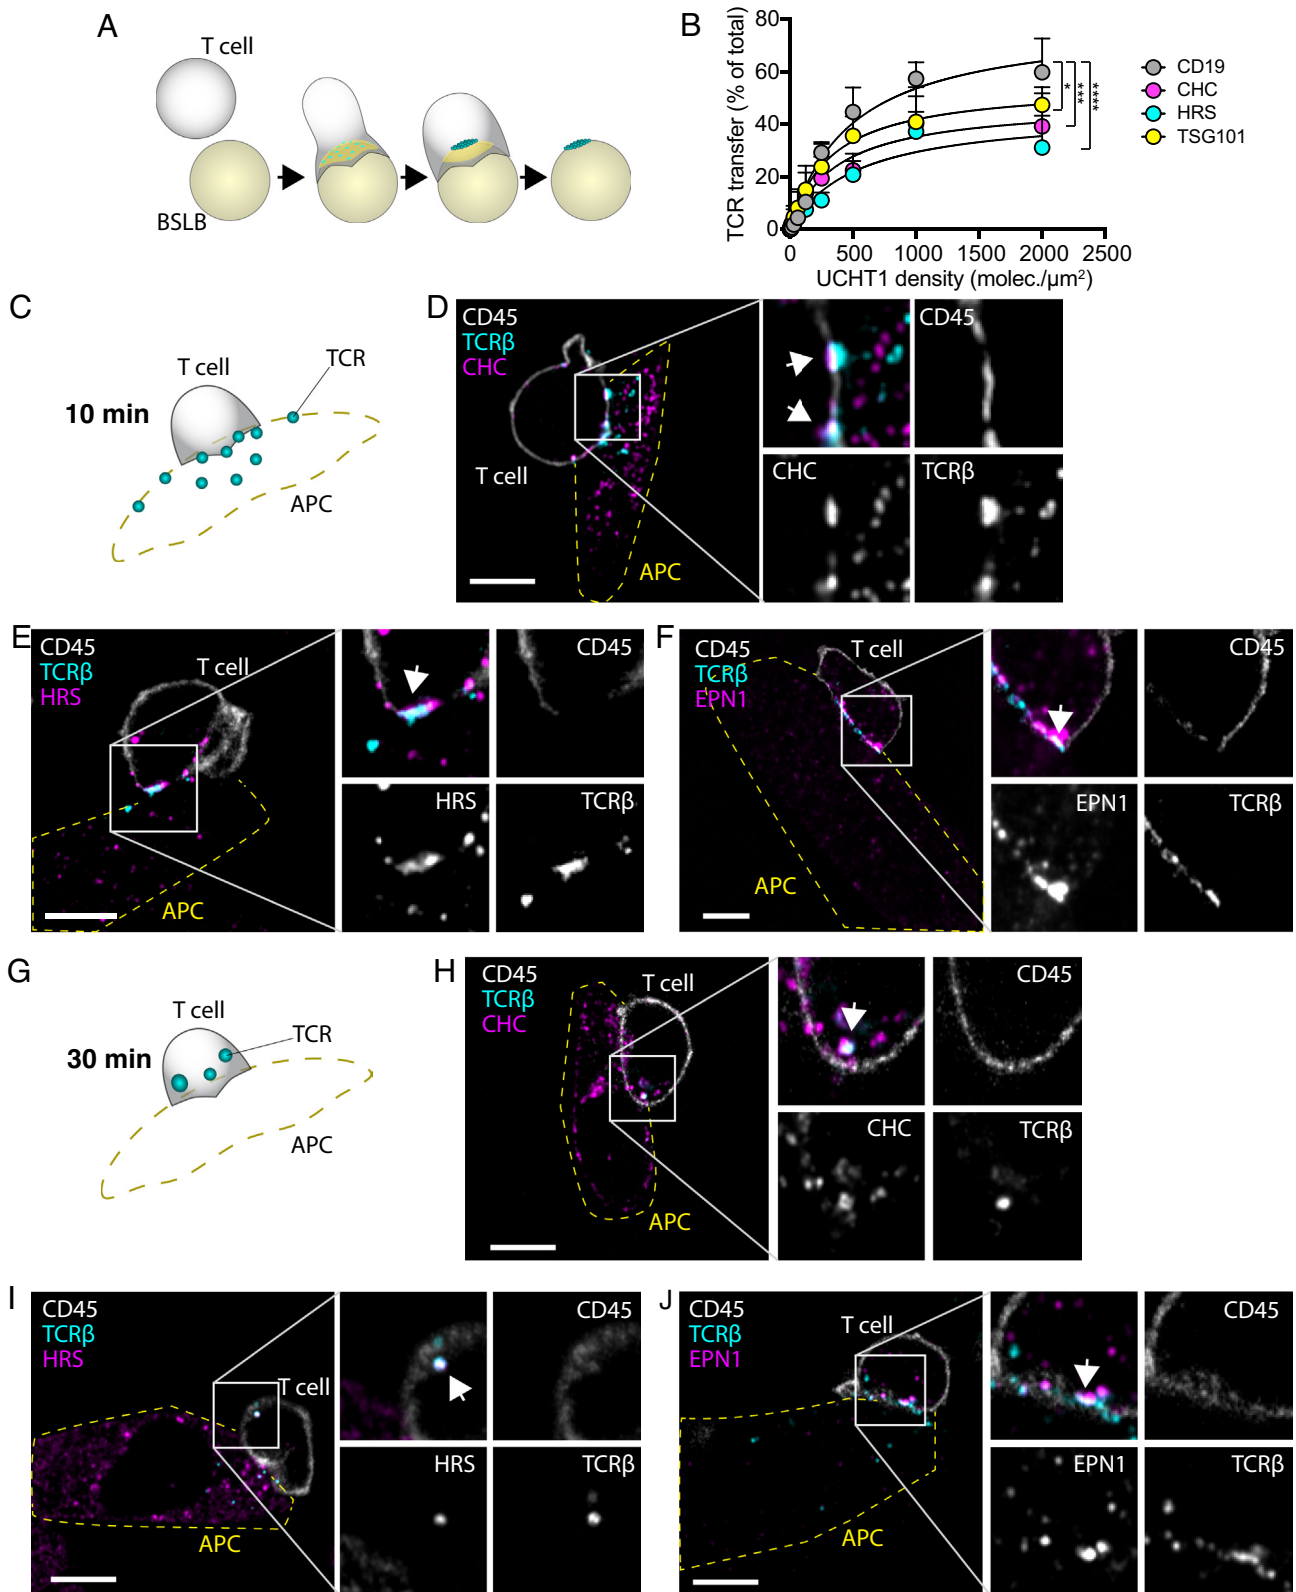 A
T cell
BSLB
B
TCR transfer (% of total)
80
60
40
20
0
0
500
1000
1500
2000
2500
UCHT1 density (molec./µm²)
*
***
****
CD19
CHC
HRS
TSG101
C
10 min
T cell
TCR
APC
D
CD45
TCRβ
CHC
T cell
APC
CD45
CHC
TCRβ
E
CD45
TCRβ
HRS
T cell
APC
CD45
HRS
TCRβ
F
CD45
TCRβ
EPN1
T cell
APC
CD45
EPN1
TCRβ
G
30 min
T cell
TCR
APC
H
CD45
TCRβ
CHC
T cell
APC
CD45
CHC
TCRβ
I
CD45
TCRβ
HRS
T cell
APC
CD45
HRS
TCRβ
J
CD45
TCRβ
EPN1
T cell
APC
CD45
EPN1
TCRβ